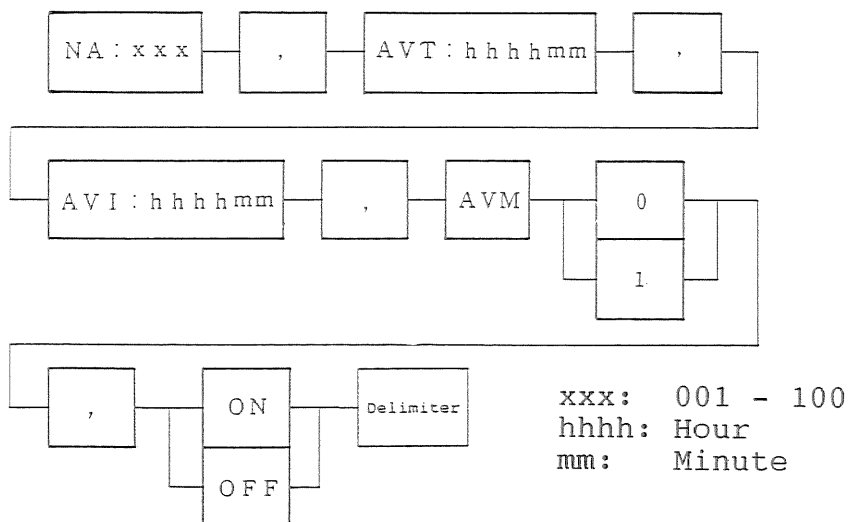 NA:xxx , AVT:hhhhmm ,
AVI:hhhhmm , AVM 0
1
, ON Delimiter
OFF
xxx: 001 - 100
hhhh: Hour
mm: Minute